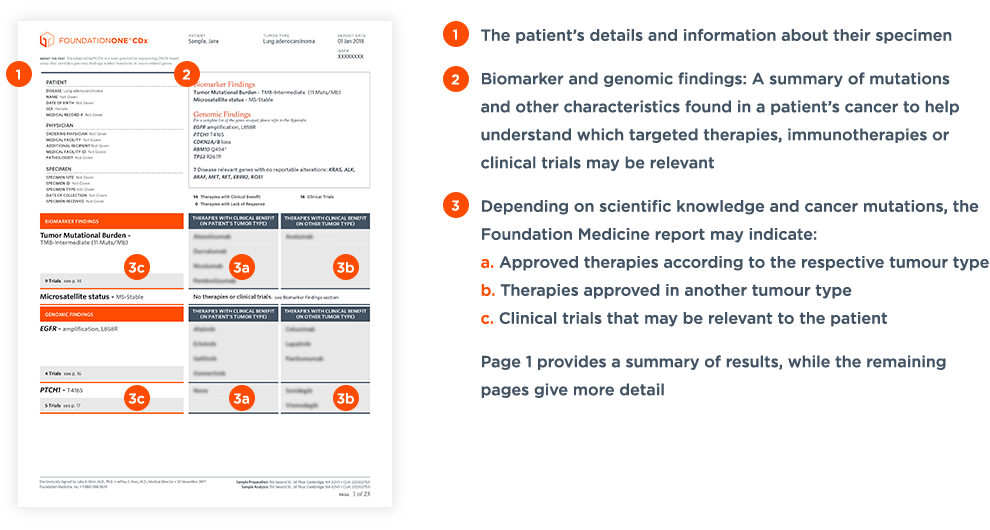 FOUNDATIONONE®CDx
PATIENT
Sample, Jane
TUMOR TYPE
Lung adenocarcinoma
REPORT DATE
01 Jan 2018
XXXXXXXX
1
2
PATIENT
DISEASE Lung adenocarcinoma
NAME Not Given
DATE OF BIRTH Not Given
SEX Female
MEDICAL RECORD # Not Given
PHYSICIAN
ORDERING PHYSICIAN Not Given
MEDICAL FACILITY Not Given
ADDITIONAL RECIPIENT Not Given
MEDICAL FACILITY ID Not Given
PATHOLOGIST Not Given
SPECIMEN
SPECIMEN SITE Not Given
SPECIMEN ID Not Given
SPECIMEN TYPE Not Given
DATE OF COLLECTION Not Given
SPECIMEN RECEIVED Not Given
Biomarker Findings
Tumor Mutational Burden - TMB-Intermediate (11 Muts/Mb)
Microsatellite status - MS-Stable
Genomic Findings
For a complete list of the genes assayed, please refer to the Appendix.
EGFR amplification, L858R
PTCH1 T416S
CDKN2A/B loss
RBM10 Q494*
TP53 R267P
7 Disease relevant genes with no reportable alterations: KRAS, ALK,
BRAF, MET, RET, ERBB2, ROS1
14 Therapies with Clinical Benefit
18 Clinical Trials
0 Therapies with Lack of Response
BIOMARKER FINDINGS
THERAPIES WITH CLINICAL BENEFIT
(IN PATIENT'S TUMOR TYPE)
THERAPIES WITH CLINICAL BENEFIT
(IN OTHER TUMOR TYPE)
Tumor Mutational Burden -
TMB-Intermediate (11 Muts/Mb)
3c
3a
3b
9 Trials see p. 14
Microsatellite status - MS-Stable
No therapies or clinical trials. see Biomarker Findings section
GENOMIC FINDINGS
THERAPIES WITH CLINICAL BENEFIT
(IN PATIENT'S TUMOR TYPE)
THERAPIES WITH CLINICAL BENEFIT
(IN OTHER TUMOR TYPE)
EGFR - amplification, L858R
4 Trials see p. 16
PTCH1 - T416S
3c
3a
3b
5 Trials see p. 17
PAGE 1 of 23
1 The patient's details and information about their specimen
2 Biomarker and genomic findings: A summary of mutations
and other characteristics found in a patient's cancer to help
understand which targeted therapies, immunotherapies or
clinical trials may be relevant
3 Depending on scientific knowledge and cancer mutations, the
Foundation Medicine report may indicate:
a. Approved therapies according to the respective tumour type
b. Therapies approved in another tumour type
c. Clinical trials that may be relevant to the patient
Page 1 provides a summary of results, while the remaining
pages give more detail